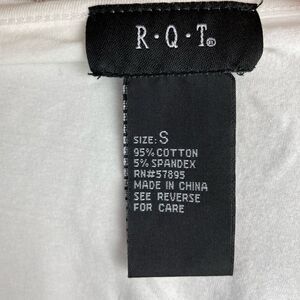 R·Q·T®
SIZE: S
95% COTTON
5% SPANDEX
RN#57895
MADE IN CHINA
SEE REVERSE
FOR CARE